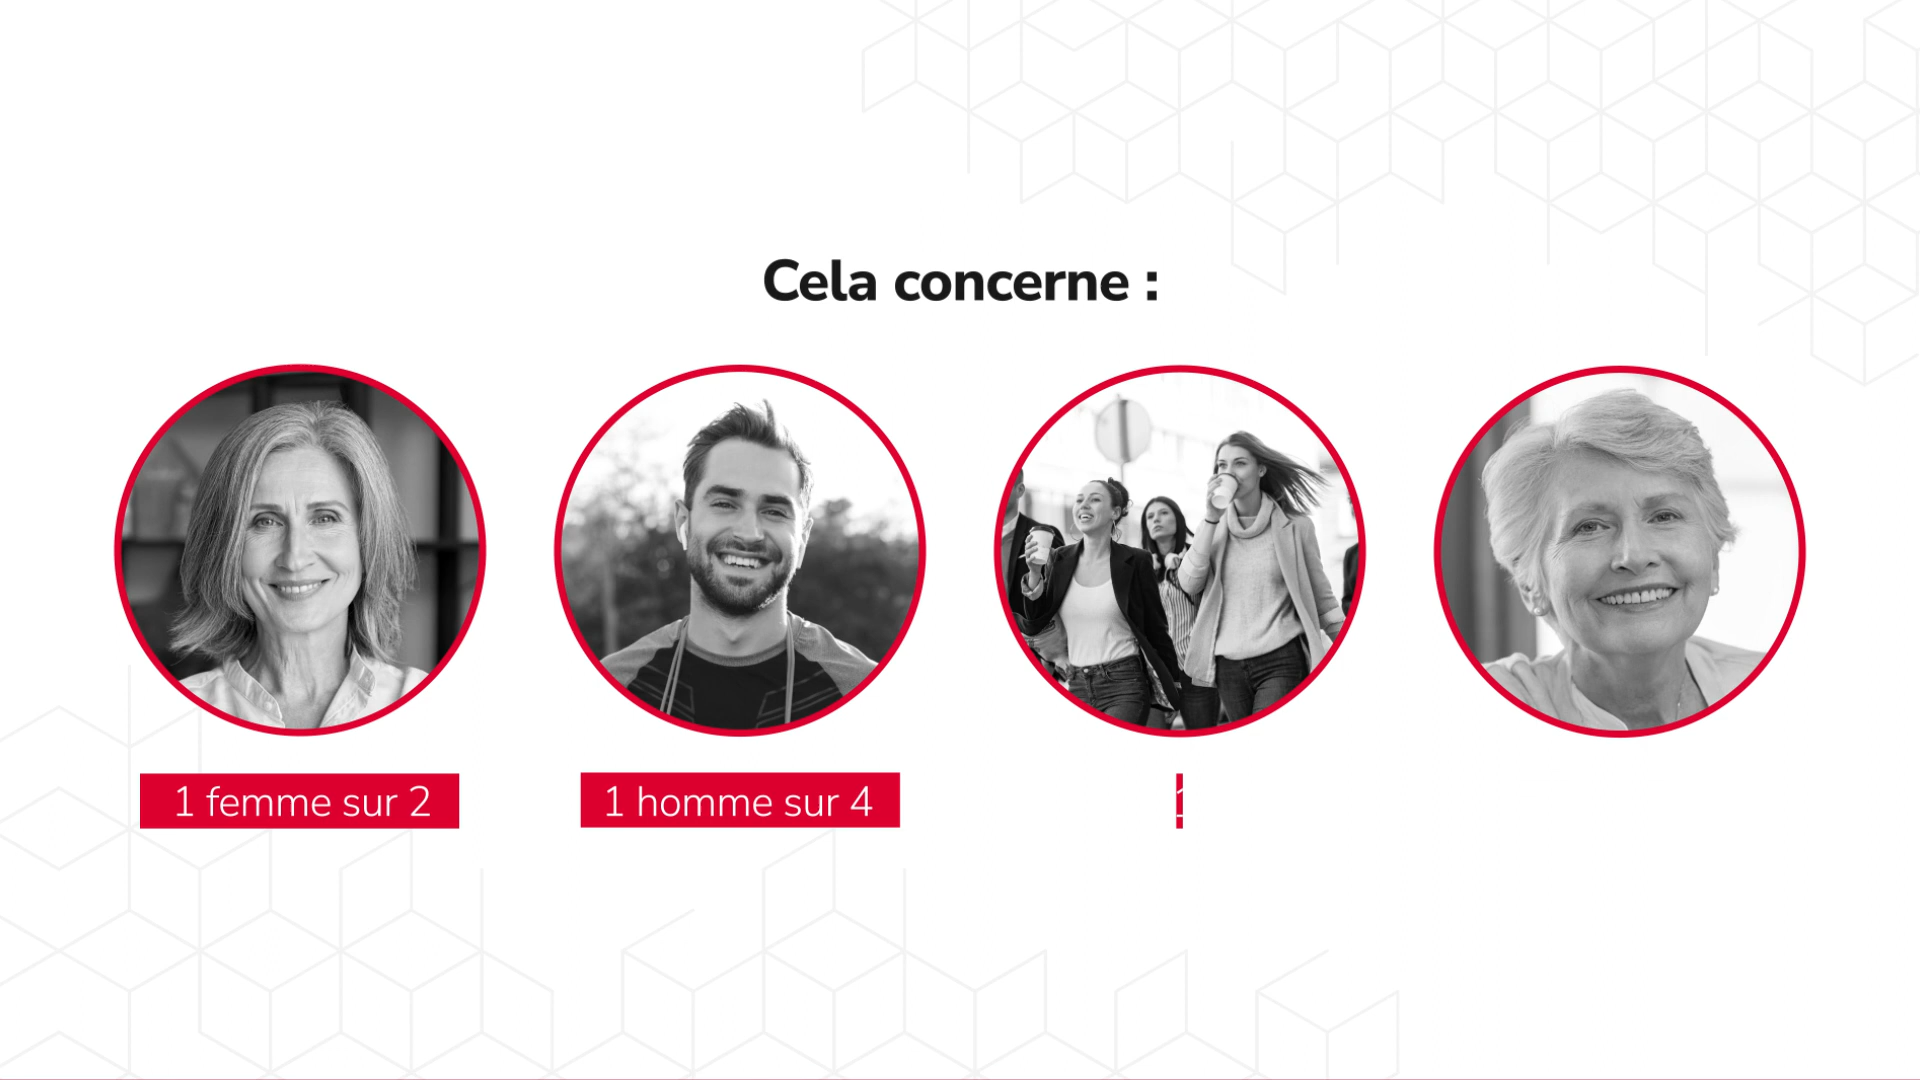 Cela concerne :
1 femme sur 2
1 homme sur 4